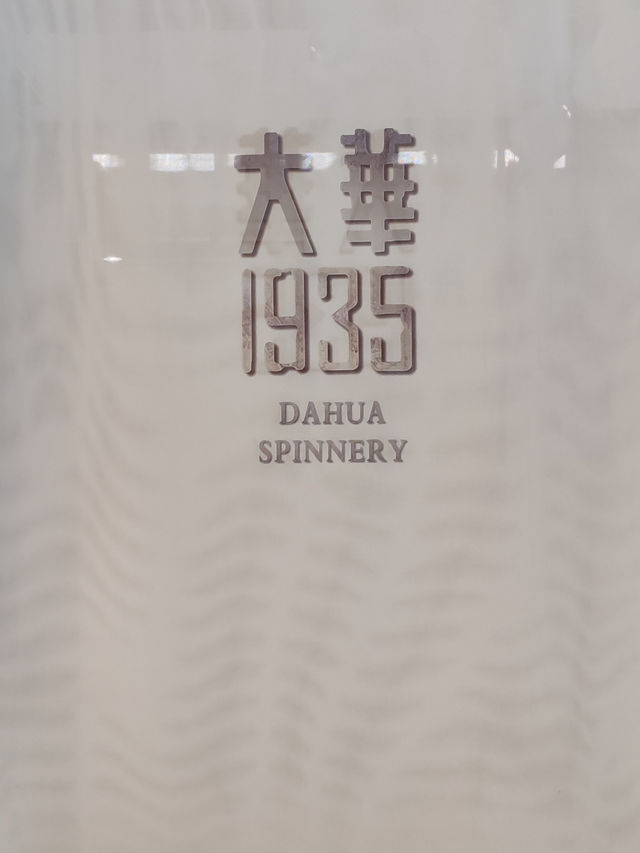 大華
1935
DAHUA
SPINNERY